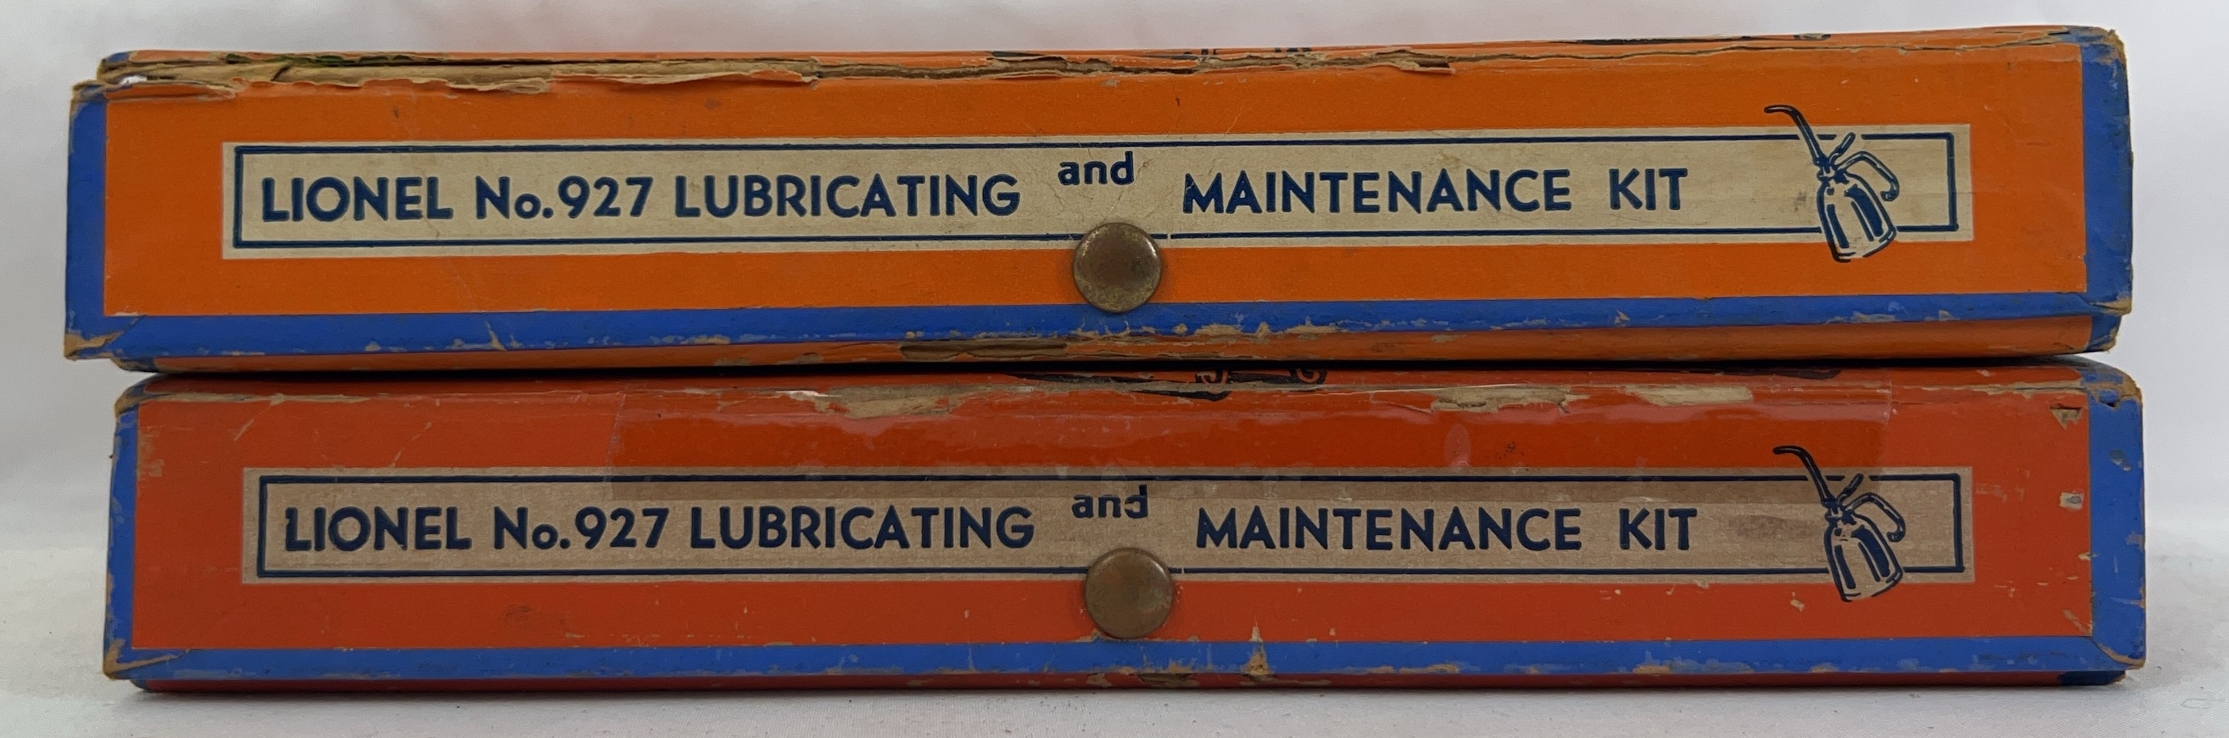 LIONEL No. 927 LUBRICATING and MAINTENANCE KIT
LIONEL No. 927 LUBRICATING and MAINTENANCE KIT